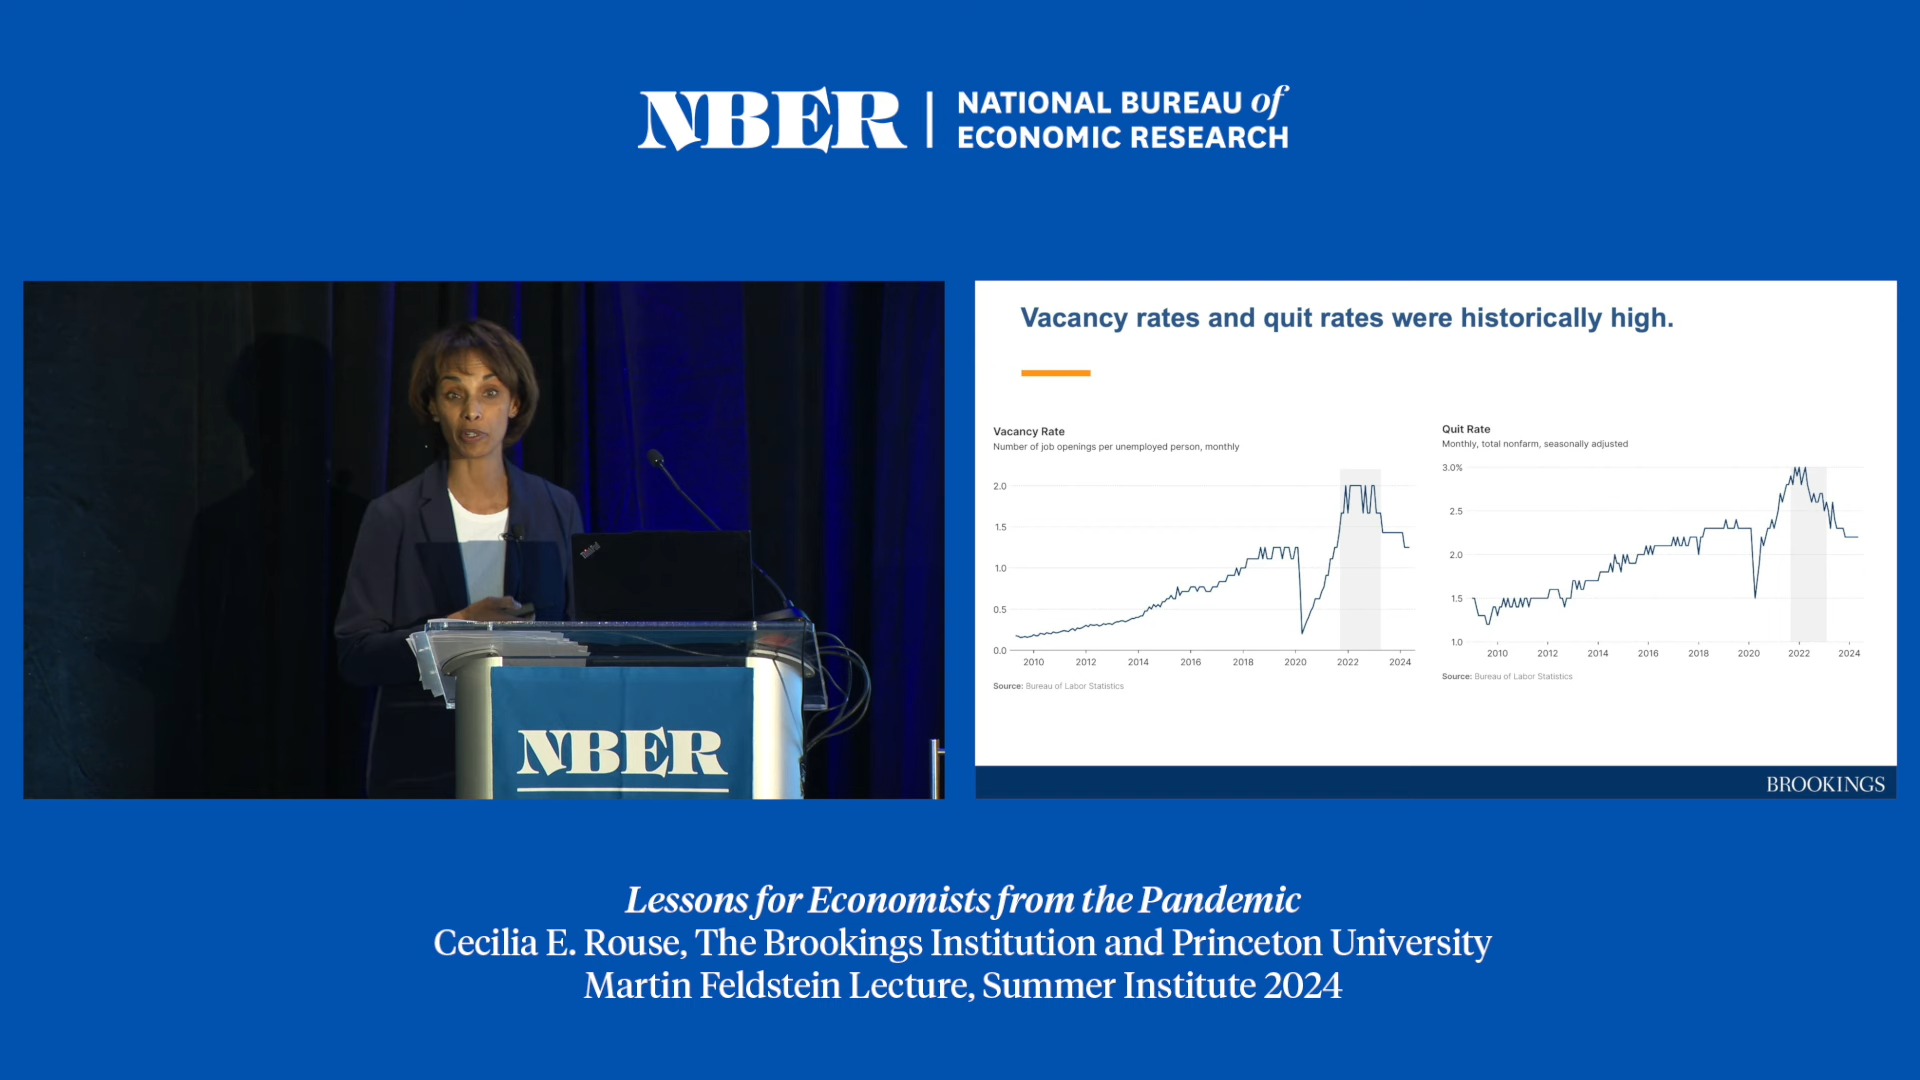 NBER | NATIONAL BUREAU of
ECONOMIC RESEARCH
NBER
Vacancy rates and quit rates were historically high.
Vacancy Rate
Number of job openings per unemployed person, monthly
2.0
1.5
1.0
0.5
0.0
2010 2012 2014 2016 2018 2020 2022 2024
Source: Bureau of Labor Statistics
Quit Rate
Monthly, total nonfarm, seasonally adjusted
3.0%
2.5
2.0
1.5
1.0
2010 2012 2014 2016 2018 2020 2022 2024
Source: Bureau of Labor Statistics
BROOKINGS
Lessons for Economists from the Pandemic
Cecilia E. Rouse, The Brookings Institution and Princeton University
Martin Feldstein Lecture, Summer Institute 2024